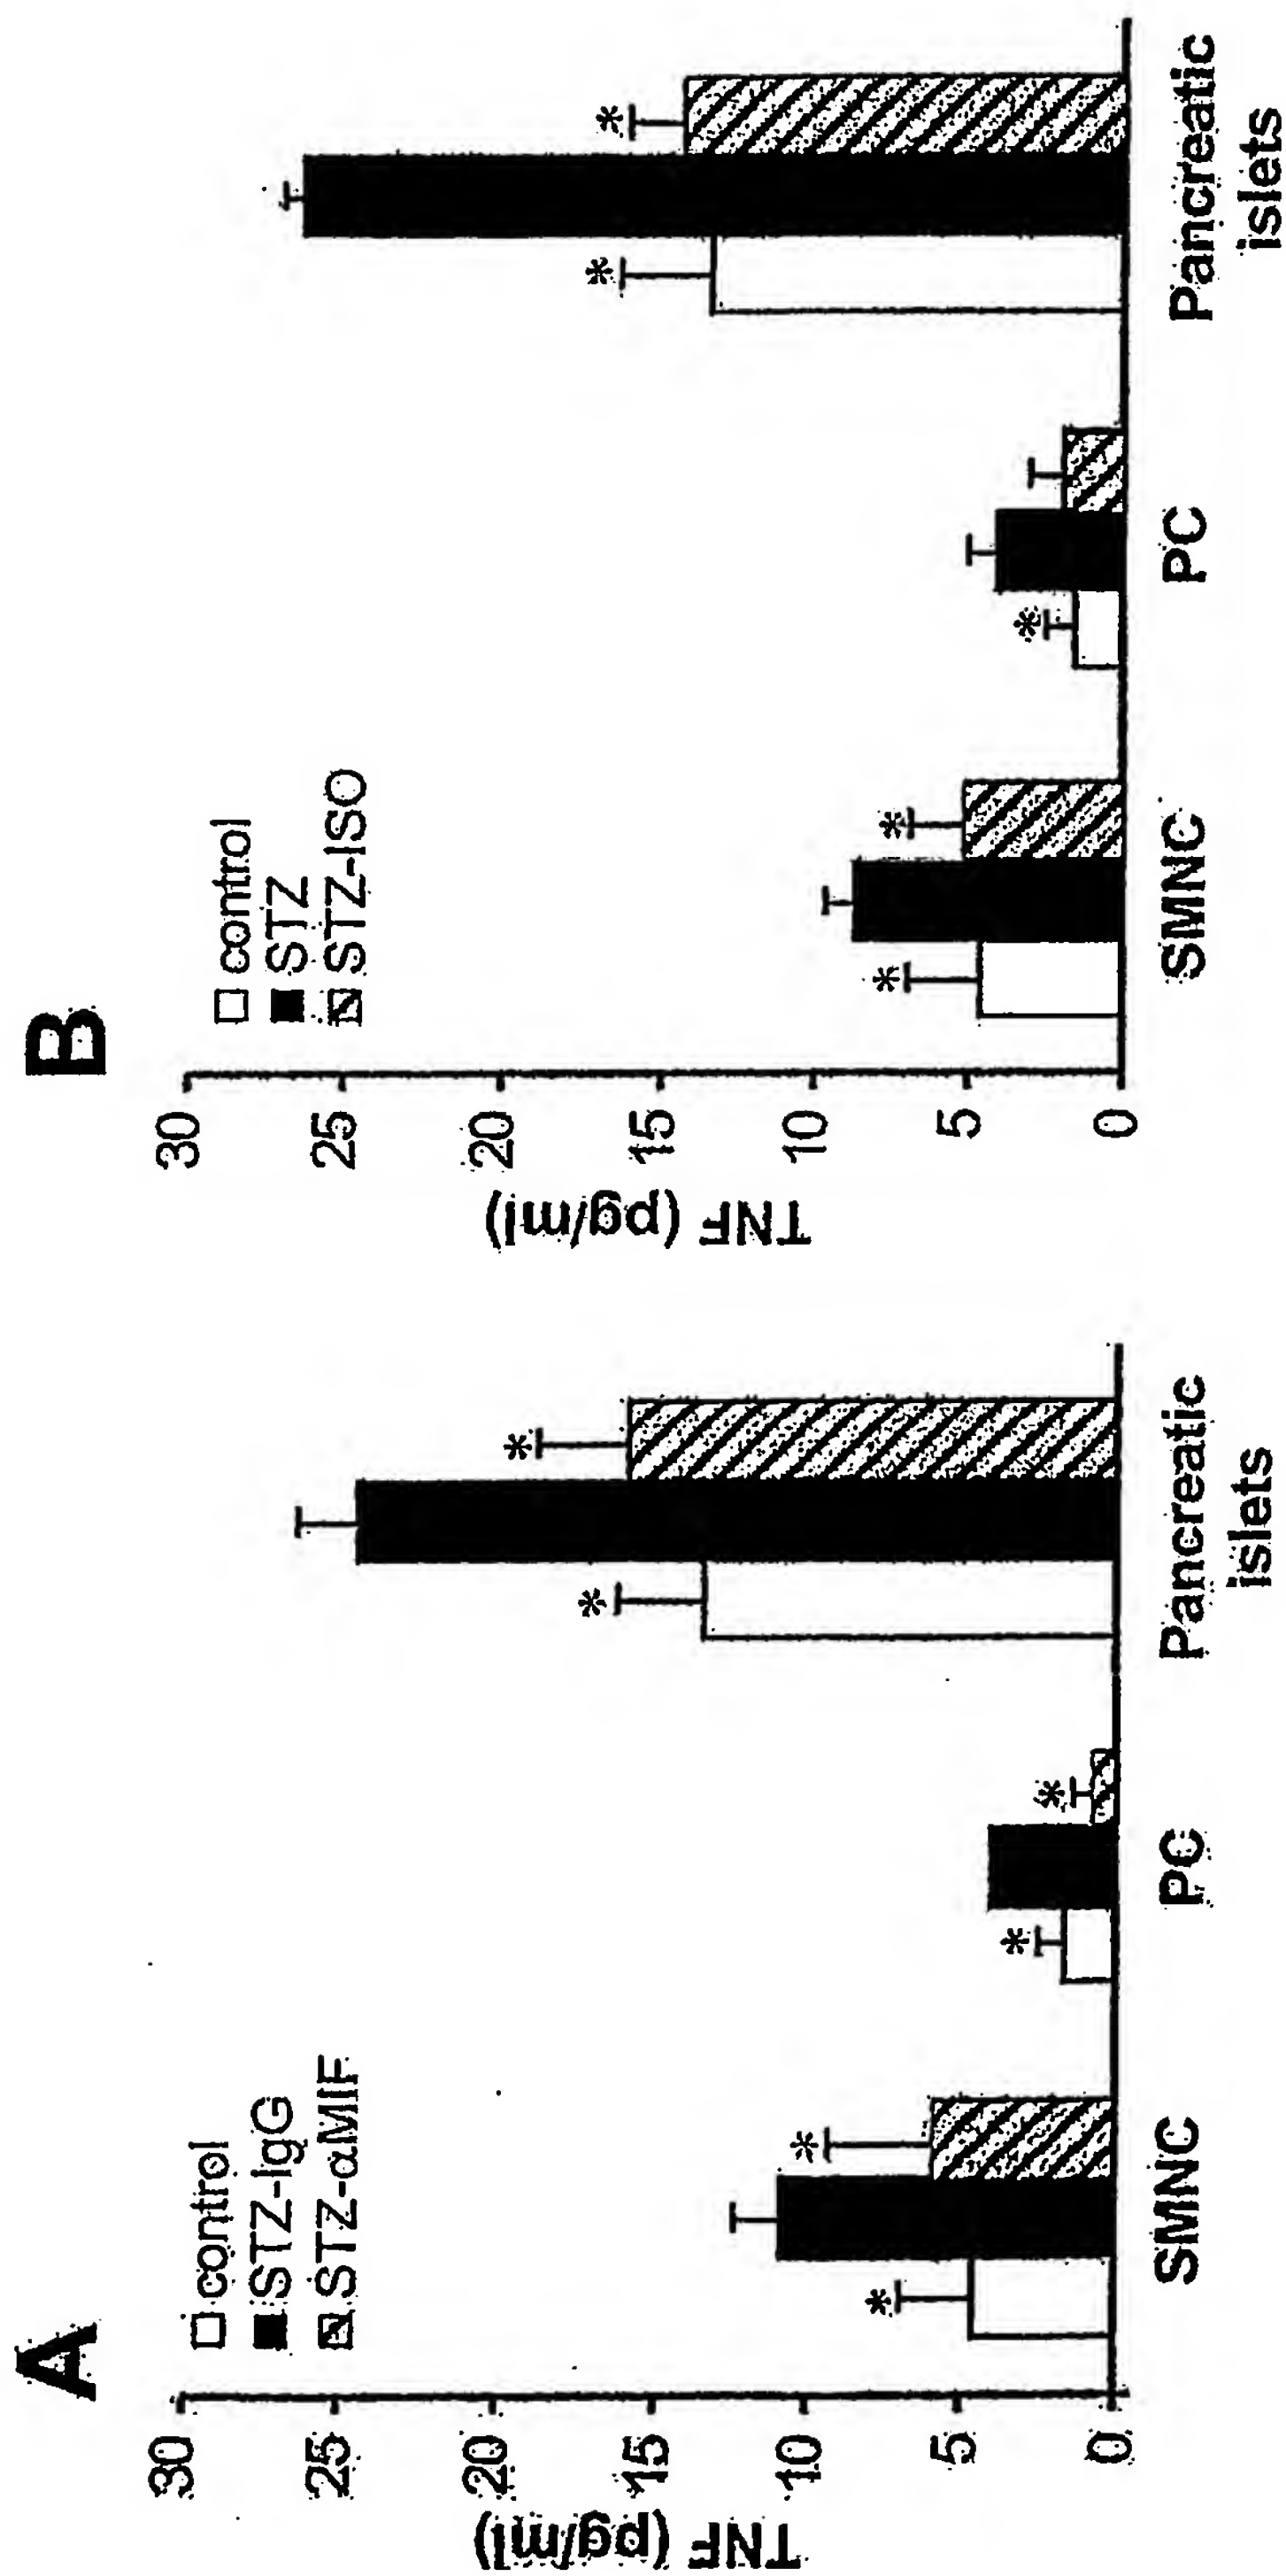 A
TNF (pg/ml)
30
25
20
15
10
5
0
□ control
■ STZ-IgG
▨ STZ-αMIF
*
*
*
*
*
*
SMNC
PC
Pancreatic
islets
B
TNF (pg/ml)
30
25
20
15
10
5
0
□ control
■ STZ
▨ STZ-ISO
*
*
*
*
*
SMNC
PC
Pancreatic
islets